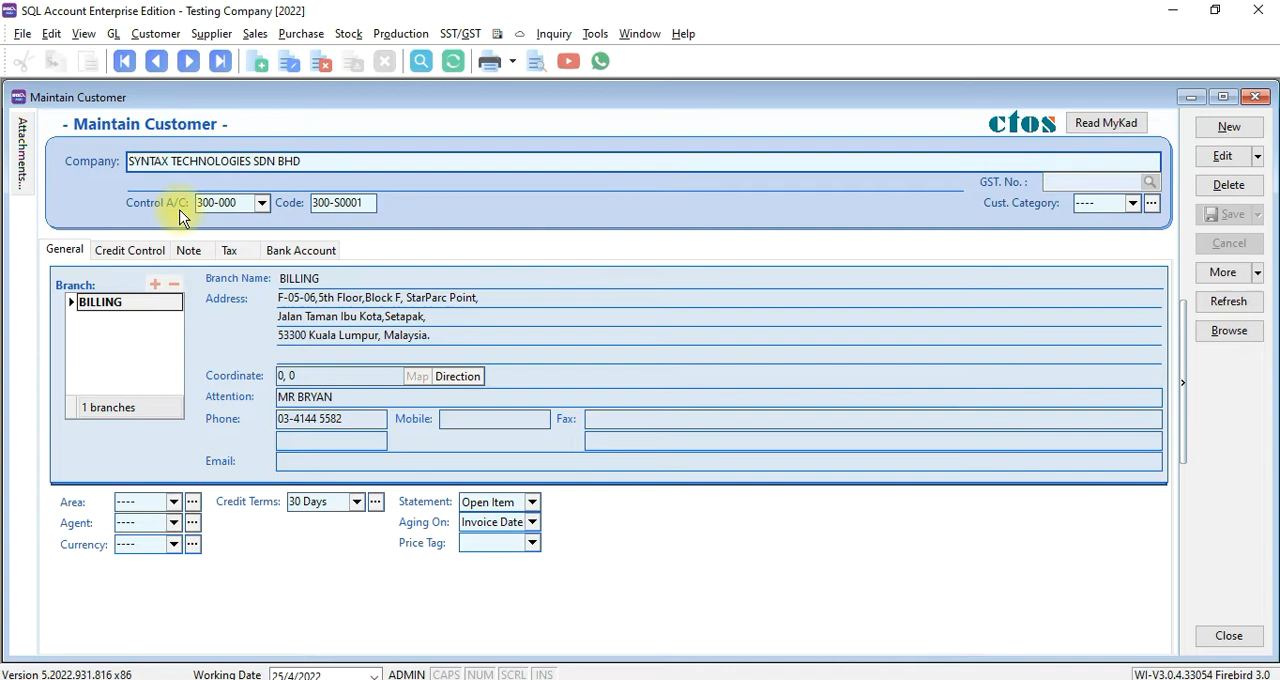 SQL Account Enterprise Edition - Testing Company [2022]
File Edit View GL Customer Supplier Sales Purchase Stock Production SST/GST Inquiry Tools Window Help
Maintain Customer
Attachments...
- Maintain Customer -
ctos Read MyKad
Company: SYNTAX TECHNOLOGIES SDN BHD
GST. No. :
Control A/C: 300-000 Code: 300-S0001
Cust. Category: ----
General Credit Control Note Tax Bank Account
Branch:
BILLING
1 branches
Branch Name: BILLING
Address: F-05-06,5th Floor,Block F, StarParc Point,
Jalan Taman Ibu Kota,Setapak,
53300 Kuala Lumpur, Malaysia.
Coordinate: 0, 0 Map Direction
Attention: MR BRYAN
Phone: 03-4144 5582 Mobile: Fax:
Email:
Area: ---- ... Credit Terms: 30 Days ... Statement: Open Item
Agent: ---- ... Aging On: Invoice Date
Currency: ---- ... Price Tag:
New
Edit
Delete
Save
Cancel
More
Refresh
Browse
Close
Version 5.2022.931.816 x86 Working Date 25/4/2022 ADMIN CAPS NUM SCRL INS WI-V3.0.4.33054 Firebird 3.0